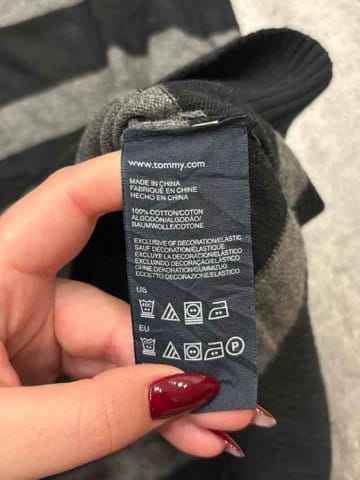 www.tommy.com
MADE IN CHINA
FABRIQUÉ EN CHINE
HECHO EN CHINA
100% COTTON/COTON
ALGODÓN/ALGODÃO/
BAUMWOLLE/COTONE
EXCLUSIVE OF DECORATION/ELASTIC
SAUF DÉCORATION/ÉLASTIQUE
EXCLUYE LA DECORACIÓN/ELÁSTICO
EXCLUINDO DECORAÇÃO/ELÁSTICO
OHNE DEKORATION/GUMMIZUG
ECCETTO DECORAZIONE/ELASTICO
US
EU
P